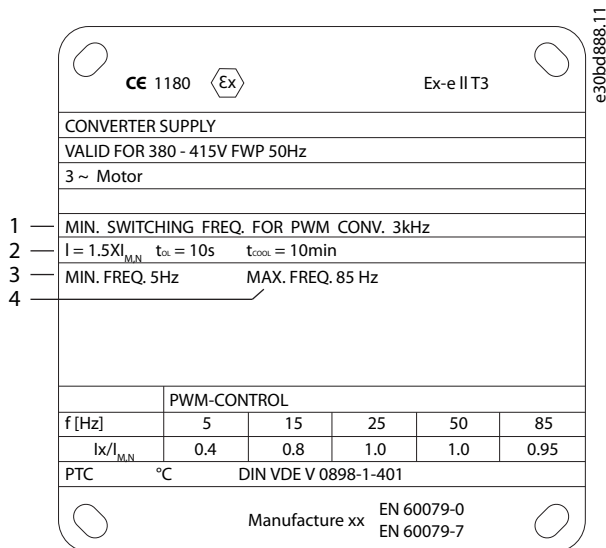 e30bd888.11
CE 1180 Ex Ex-e ll T3
CONVERTER SUPPLY
VALID FOR 380 - 415V FWP 50Hz
3 ~ Motor
1 MIN. SWITCHING FREQ. FOR PWM CONV. 3kHz
2 l = 1.5XIM,N tOL = 10s tCOOL = 10min
3 MIN. FREQ. 5Hz MAX. FREQ. 85 Hz
4
PWM-CONTROL
f [Hz] 5 15 25 50 85
Ix/IM,N 0.4 0.8 1.0 1.0 0.95
PTC °C DIN VDE V 0898-1-401
Manufacture xx EN 60079-0
EN 60079-7